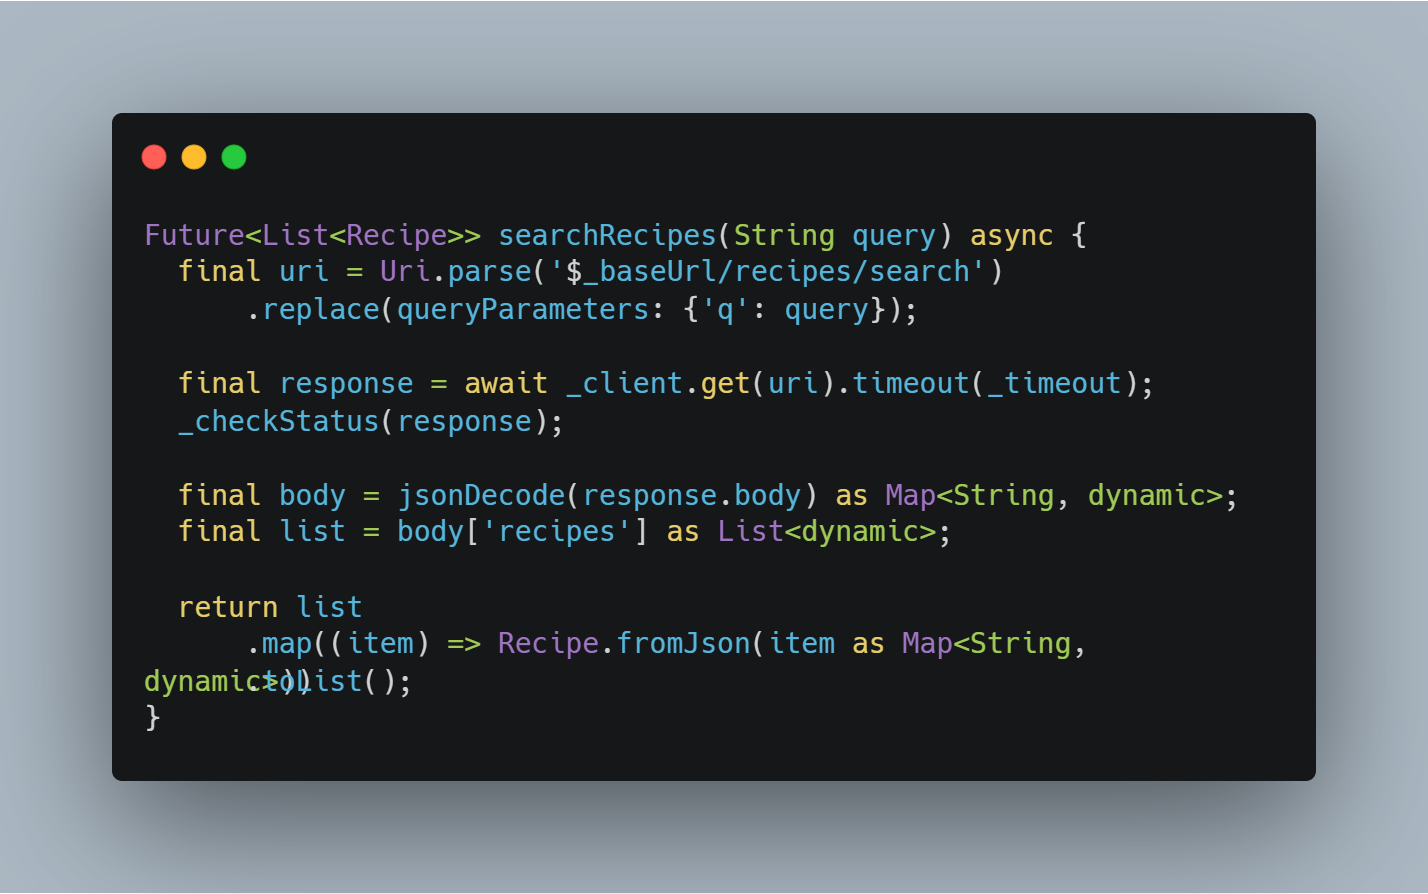 Future<List<Recipe>> searchRecipes(String query) async {
  final uri = Uri.parse('$_baseUrl/recipes/search')
      .replace(queryParameters: {'q': query});

  final response = await _client.get(uri).timeout(_timeout);
  _checkStatus(response);

  final body = jsonDecode(response.body) as Map<String, dynamic>;
  final list = body['recipes'] as List<dynamic>;

  return list
      .map((item) => Recipe.fromJson(item as Map<String,
dynamic>))
      .toList();
}